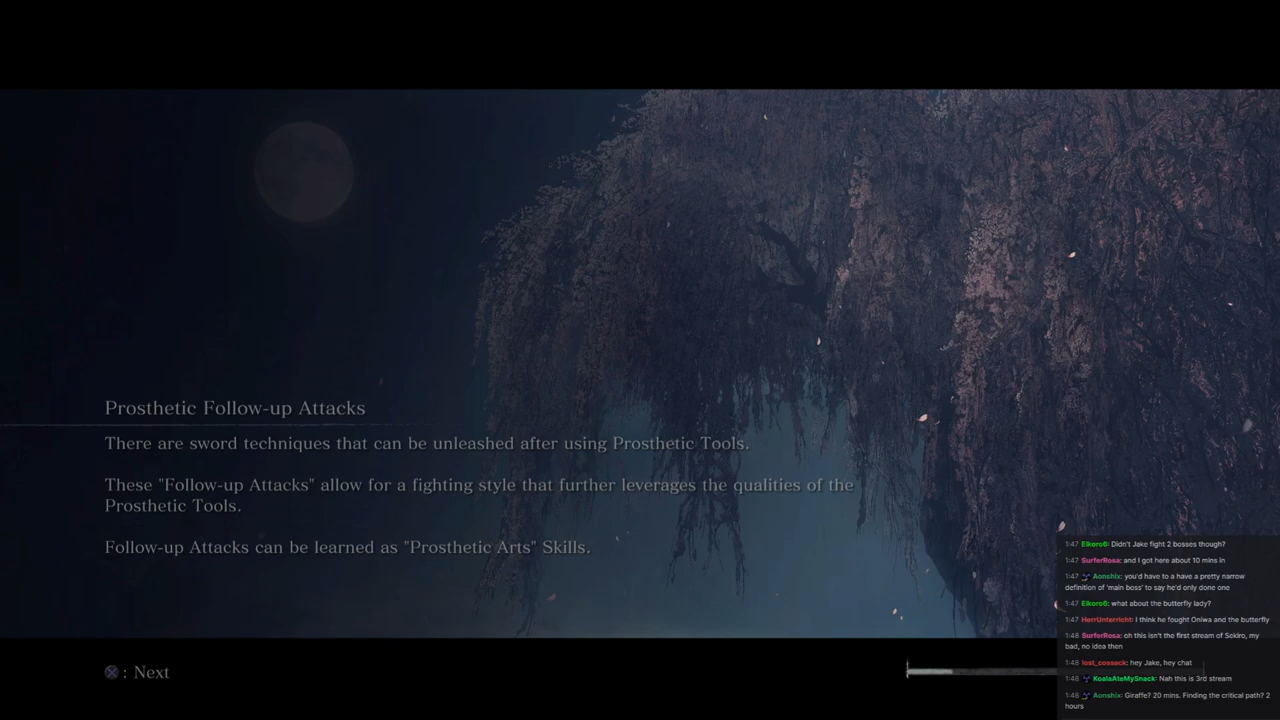 Prosthetic Follow-up Attacks
There are sword techniques that can be unleashed after using Prosthetic Tools.
These "Follow-up Attacks" allow for a fighting style that further leverages the qualities of the
Prosthetic Tools.
Follow-up Attacks can be learned as "Prosthetic Arts" Skills.
: Next
1:47 Elkoro6: Didn't Jake fight 2 bosses though?
1:47 SurferRosa: and I got here about 10 mins in
1:47 Aonshix: you'd have to a have a pretty narrow
definition of 'main boss' to say he'd only done one
1:47 Elkoro6: what about the butterfly lady?
1:47 HerrUnterricht: I think he fought Oniwa and the butterfly
1:48 SurferRosa: oh this isn't the first stream of Sekiro, my
bad, no idea then
1:48 lost_cossack: hey Jake, hey chat
1:48 KoalaAteMySnack: Nah this is 3rd stream
1:48 Aonshix: Giraffe? 20 mins. Finding the critical path? 2
hours